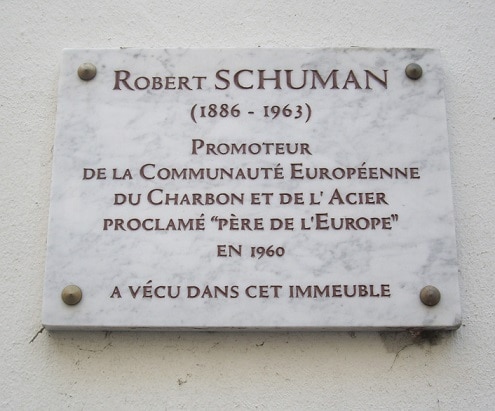 Robert SCHUMAN
(1886 - 1963)
Promoteur
de la Communauté Européenne
du Charbon et de l' Acier
proclamé "père de l'Europe"
en 1960
a vécu dans cet immeuble